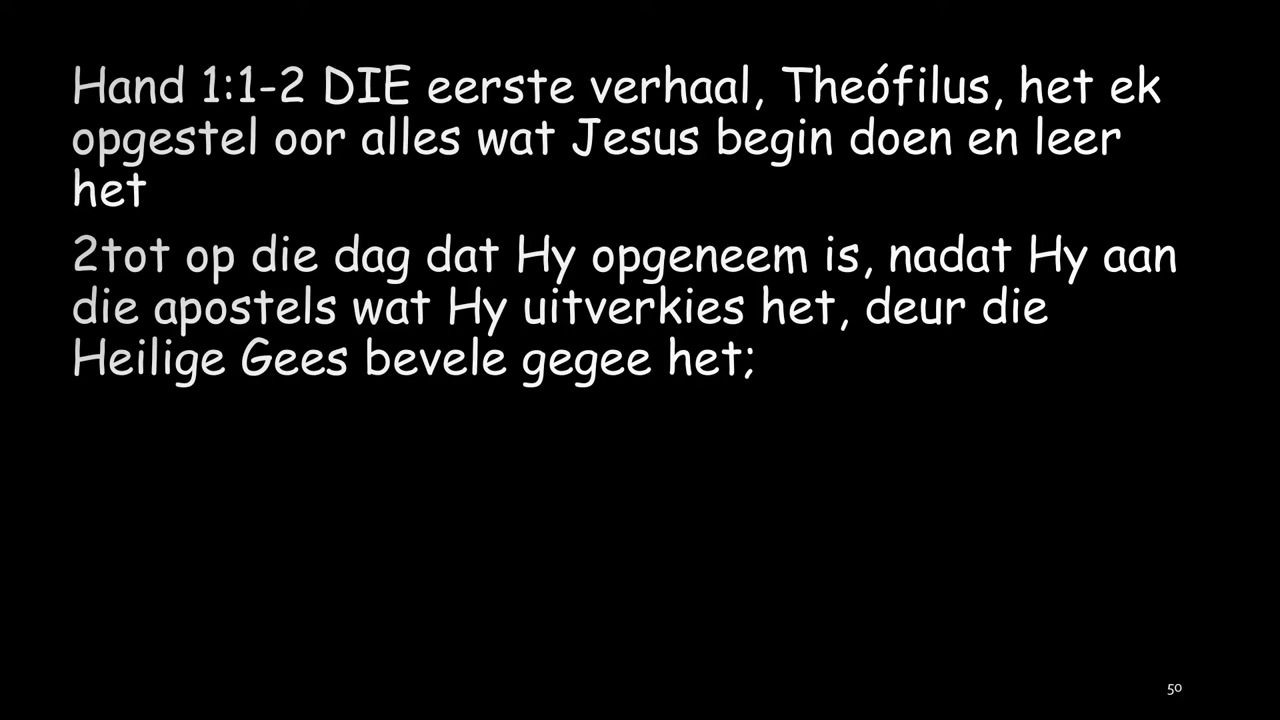 Hand 1:1-2 DIE eerste verhaal, Theófilus, het ek
opgestel oor alles wat Jesus begin doen en leer
het
2tot op die dag dat Hy opgeneem is, nadat Hy aan
die apostels wat Hy uitverkies het, deur die
Heilige Gees bevele gegee het;
50